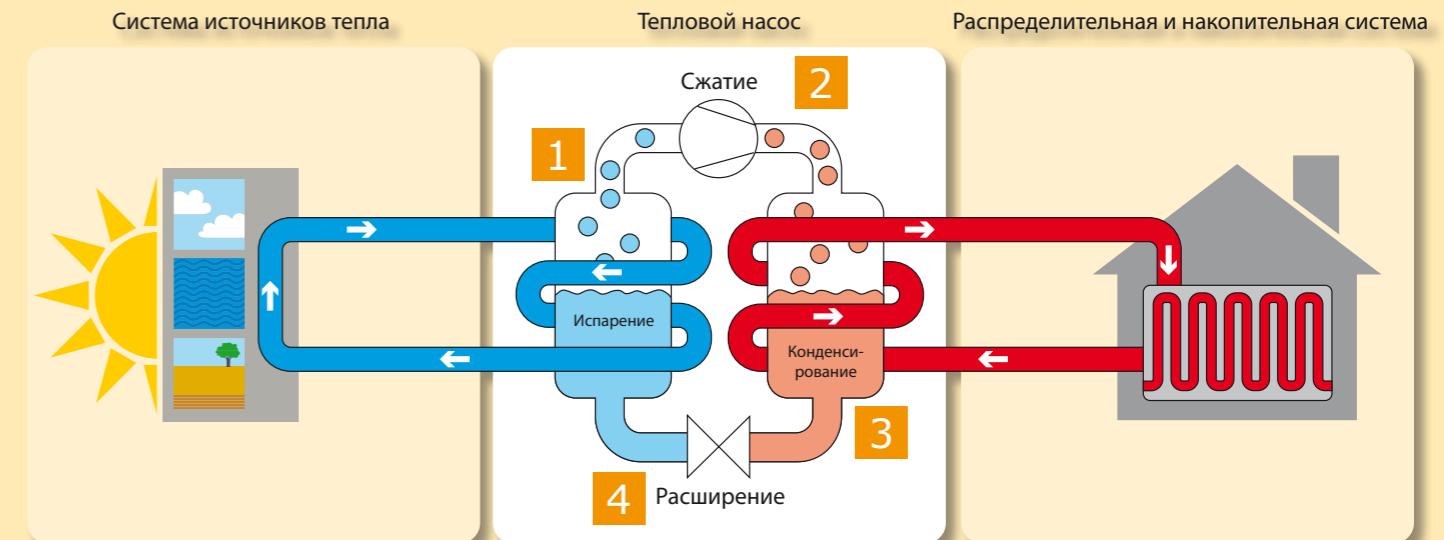 Система источников тепла
Тепловой насос
Распределительная и накопительная система
Сжатие
2
1
Испарение
Конденси-
рование
3
4
Расширение